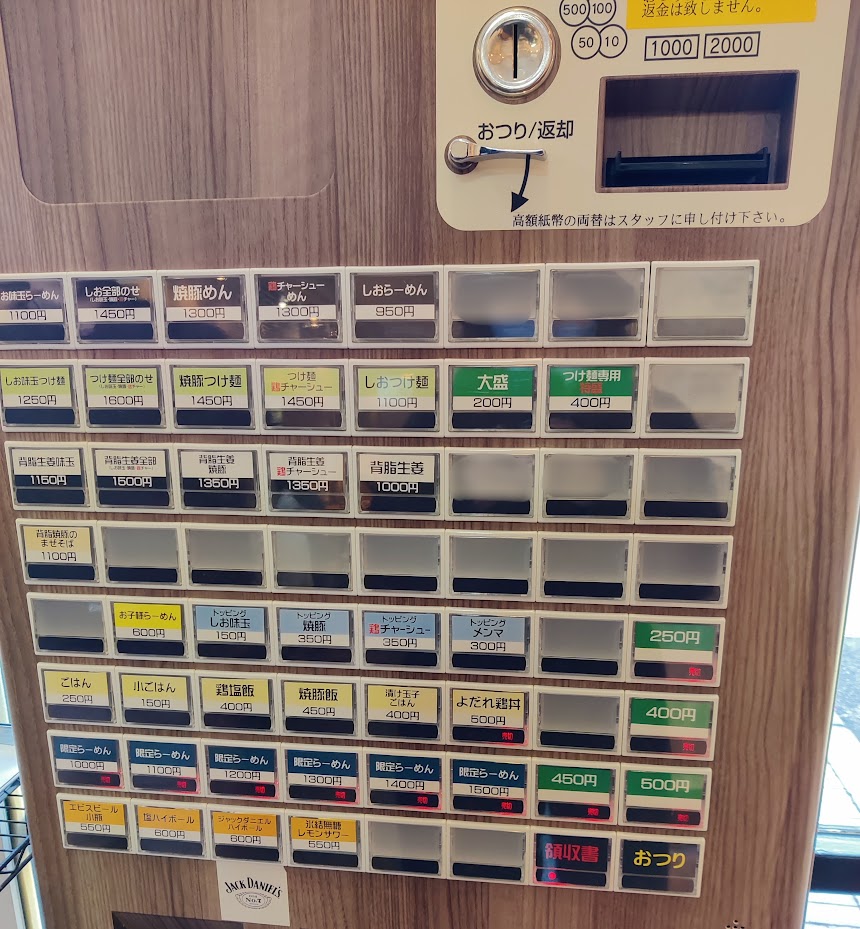 500 100
返金は致しません。
50 10
1000 2000
おつり/返却
高額紙幣の両替はスタッフに申し付け下さい。
お味玉らーめん
1100円
しお全部のせ
1450円
焼豚めん
1300円
鶏チャーシュー
めん
1300円
しおらーめん
950円
しお味玉つけ麺
1250円
つけ麺全部のせ
1600円
焼豚つけ麺
1450円
つけ麺
鶏チャーシュー
1450円
しおつけ麺
1100円
大盛
200円
つけ麺専用
400円
背脂生姜味玉
1150円
背脂生姜全部
1500円
背脂生姜
焼豚
1350円
背脂生姜
鶏チャーシュー
1350円
背脂生姜
1000円
背脂焼豚の
まぜそば
1100円
お子麺らーめん
600円
トッピング
しお味玉
150円
トッピング
焼豚
350円
トッピング
鶏チャーシュー
350円
トッピング
メンマ
300円
250円
売切
ごはん
250円
小ごはん
150円
鶏塩飯
400円
焼豚飯
450円
漬け玉子
ごはん
400円
よだれ鶏丼
500円
売切
400円
売切
限定らーめん
1000円
売切
限定らーめん
1100円
売切
限定らーめん
1200円
売切
限定らーめん
1300円
売切
限定らーめん
1400円
売切
限定らーめん
1500円
売切
450円
売切
500円
売切
エビスビール
小瓶
550円
塩ハイボール
600円
ジャックダニエル
ハイボール
600円
氷結無糖
レモンサワー
550円
領収書
おつり
JACK DANIEL'S
No.7